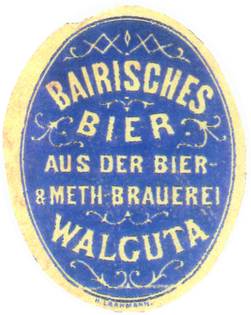 BAIRISCHES
BIER
AUS DER BIER-
& METH-BRAUEREI
WALGUTA